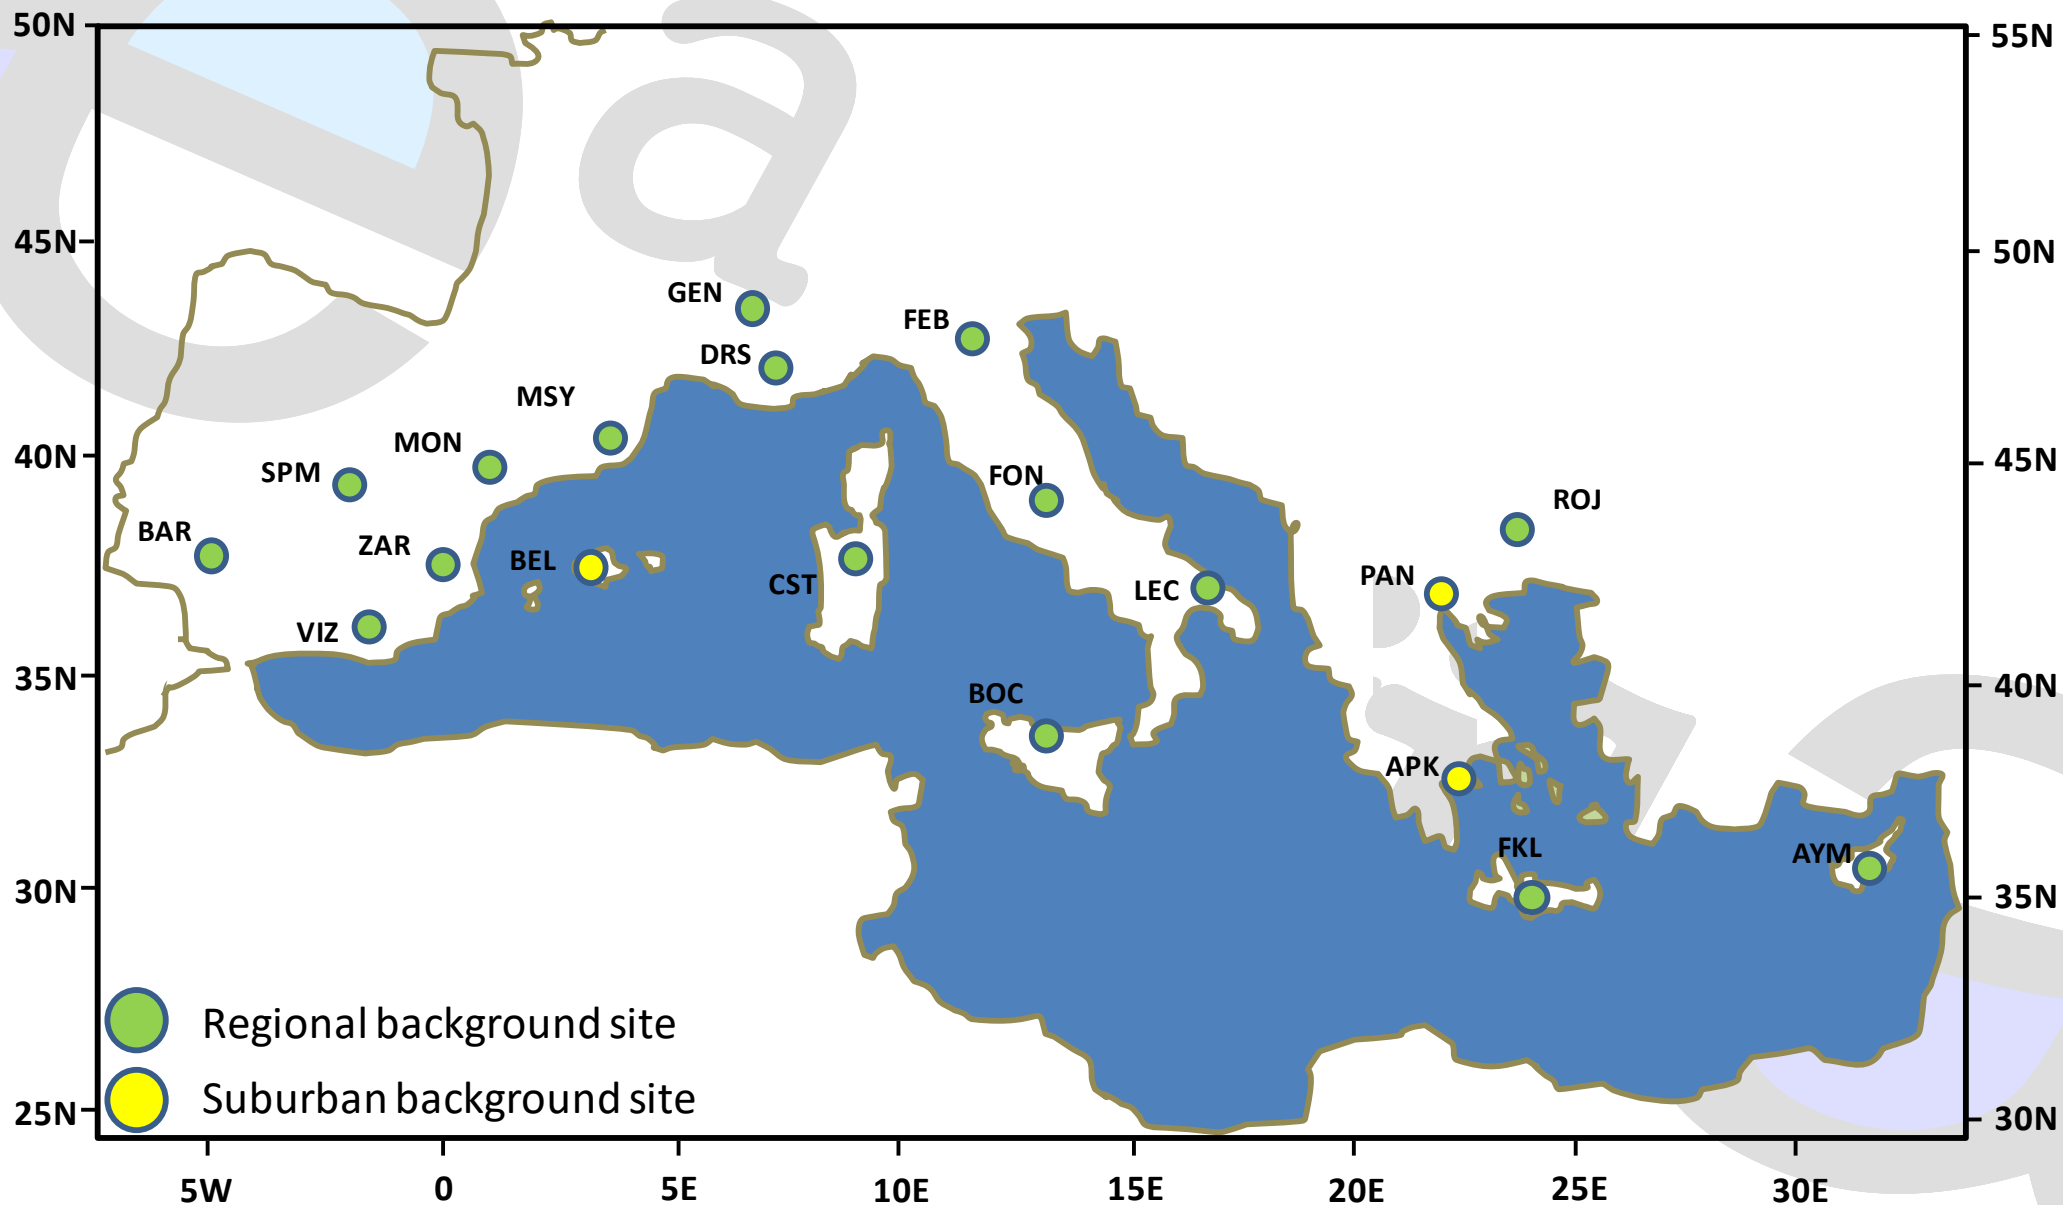 50N
55N
45N
50N
GEN
FEB
DRS
MSY
MON
40N
45N
SPM
FON
ROJ
BAR
ZAR
BEL
PAN
CST
LEC
VIZ
35N
40N
BOC
APK
FKL
AYM
30N
35N
Regional background site
Suburban background site
25N
30N
5W
0
5E
10E
15E
20E
25E
30E